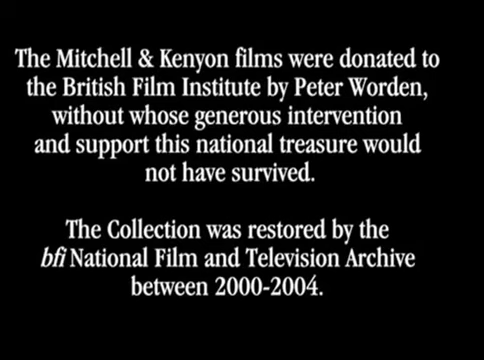 The Mitchell & Kenyon films were donated to
the British Film Institute by Peter Worden,
without whose generous intervention
and support this national treasure would
not have survived.
The Collection was restored by the
bfi National Film and Television Archive
between 2000-2004.